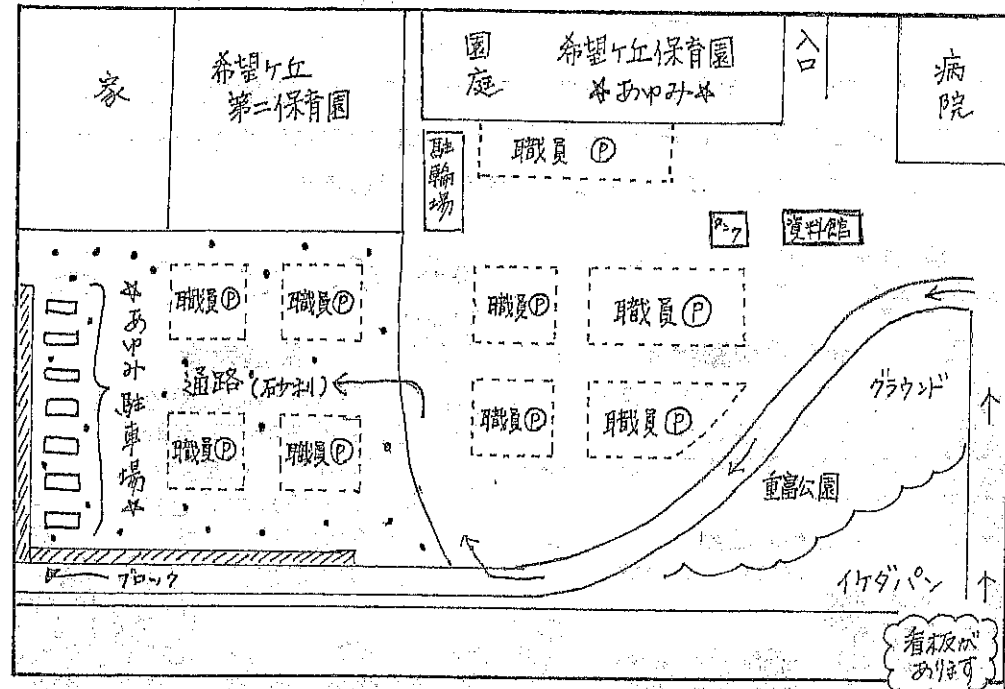 家
希望ケ丘
第二保育園
園庭
希望ケ丘保育園
☆あゆみ☆
入口
病院
駐輪場
職員 Ⓟ
タンク
資料館
☆あゆみ駐車場☆
職員Ⓟ
職員Ⓟ
職員Ⓟ
職員Ⓟ
通路(砂利)
職員Ⓟ
職員Ⓟ
職員Ⓟ
職員Ⓟ
グラウンド
重富公園
ブロック
イケダパン
看板が
あります